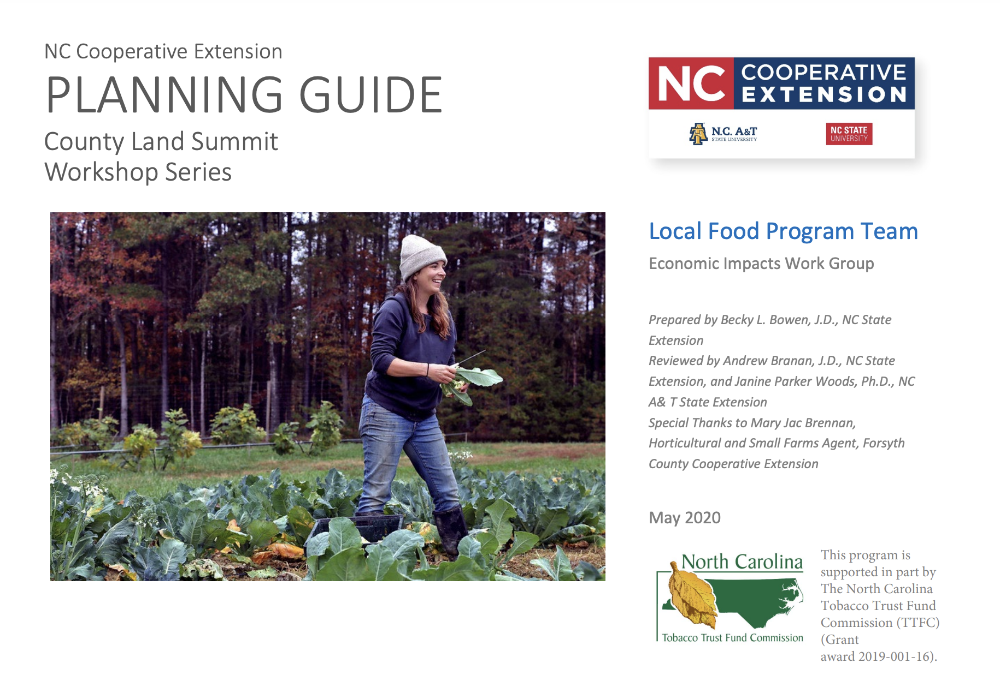 NC Cooperative Extension
PLANNING GUIDE
County Land Summit
Workshop Series
NC COOPERATIVE
EXTENSION
N.C. A&T
STATE UNIVERSITY
NC STATE
UNIVERSITY
Local Food Program Team
Economic Impacts Work Group
Prepared by Becky L. Bowen, J.D., NC State
Extension
Reviewed by Andrew Branan, J.D., NC State
Extension, and Janine Parker Woods, Ph.D., NC
A& T State Extension
Special Thanks to Mary Jac Brennan,
Horticultural and Small Farms Agent, Forsyth
County Cooperative Extension
May 2020
North Carolina
Tobacco Trust Fund Commission
This program is
supported in part by
The North Carolina
Tobacco Trust Fund
Commission (TTFC)
(Grant
award 2019-001-16).